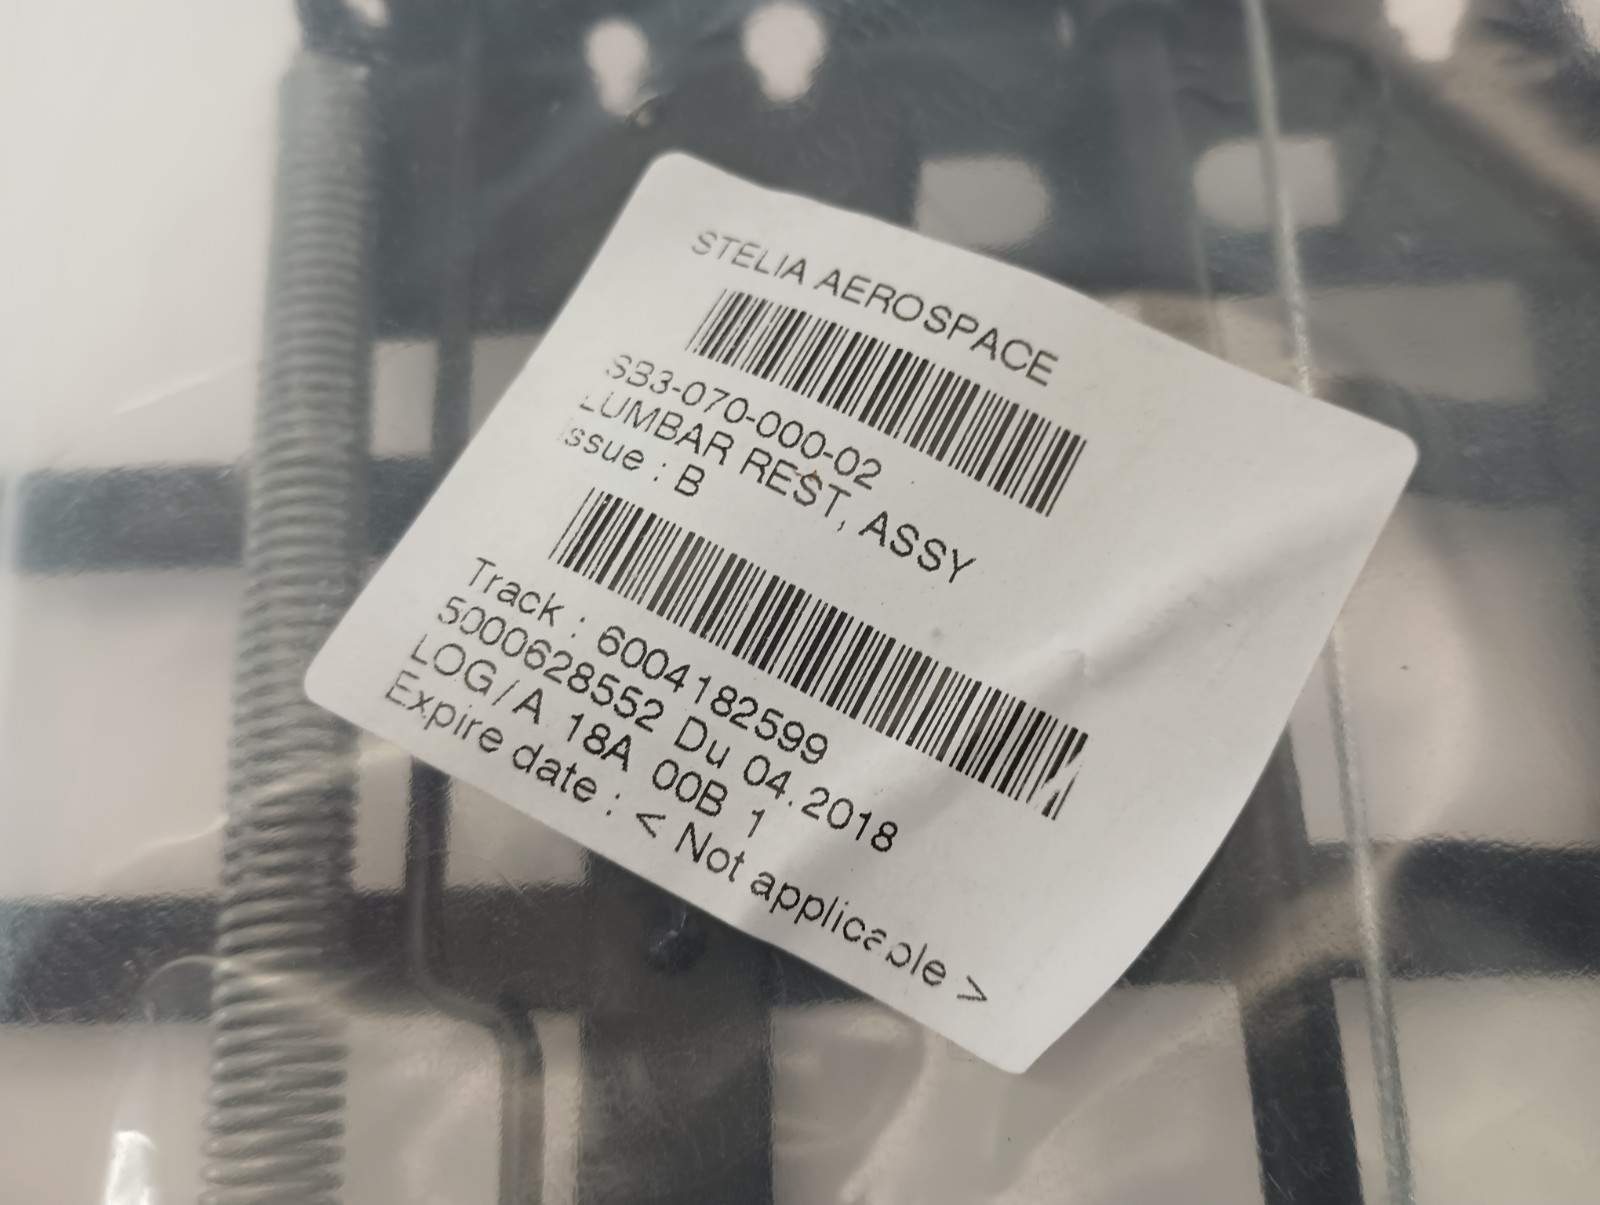 STELIA AEROSPACE
SB3-070-000-02
LUMBAR REST, ASSY
Issue : B
Track : 6004182599
5000628552 Du 04.2018
LOG/A 18A 00B 1
Expire date : < Not applicable >